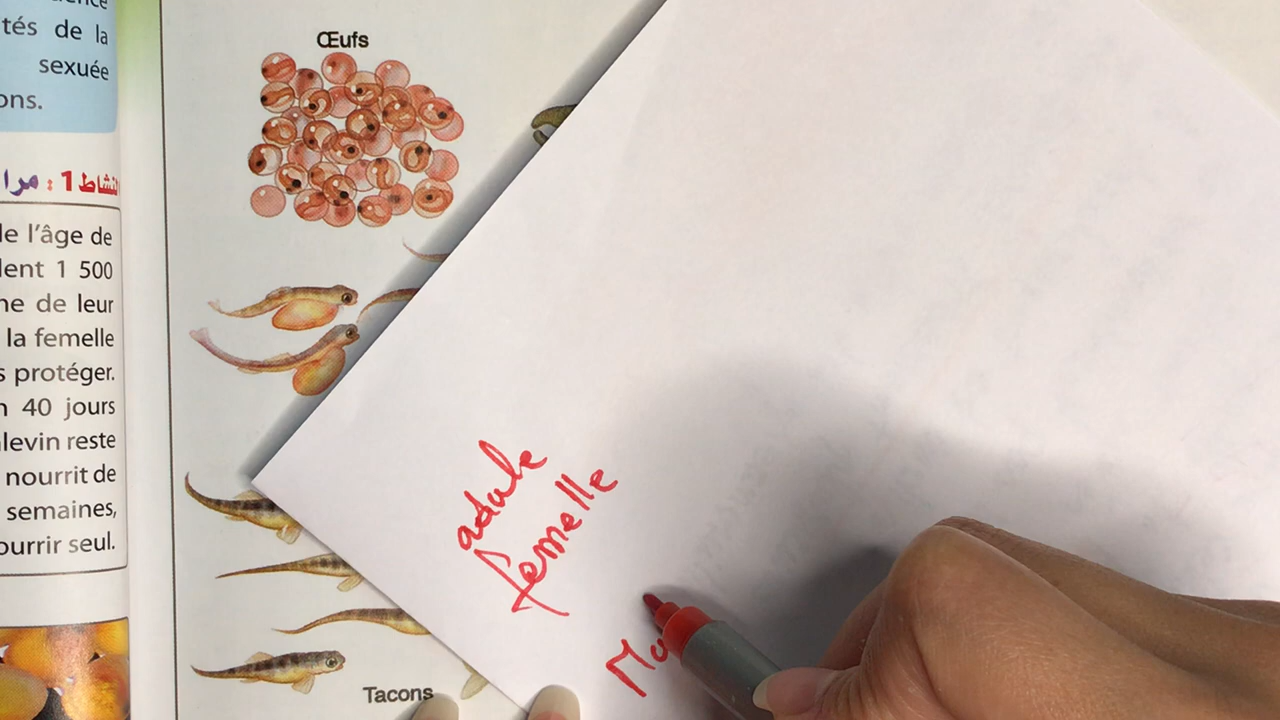 tés de la
sexuée
ons.
النشاط 1 : مرا
le l'âge de
lent 1 500
ne de leur
la femelle
s protéger.
n 40 jours
levin reste
nourrit de
semaines,
ourrir seul.
Œufs
Tacons
adulte
femelle
Ma